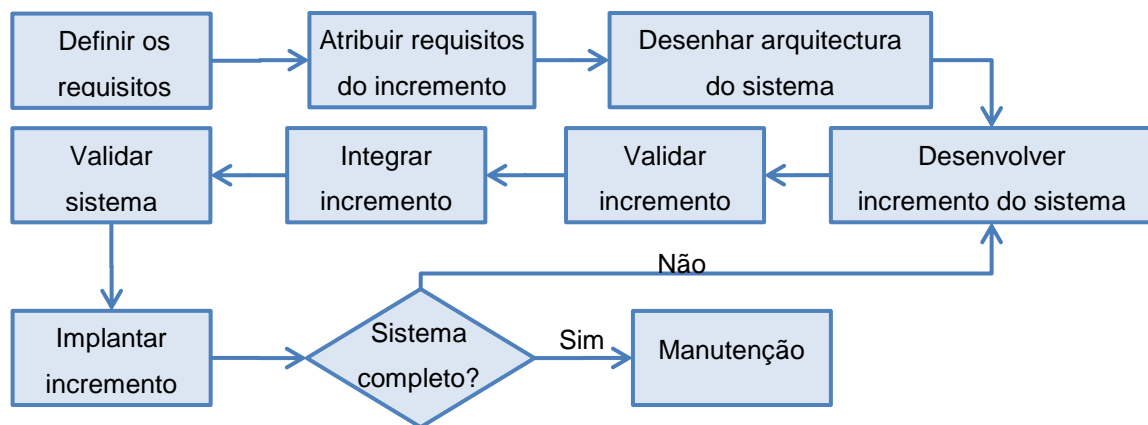 Definir os
requisitos
Atribuir requisitos
do incremento
Desenhar arquitectura
do sistema
Validar
sistema
Integrar
incremento
Validar
incremento
Desenvolver
incremento do sistema
Não
Implantar
incremento
Sistema
completo?
Sim
Manutenção